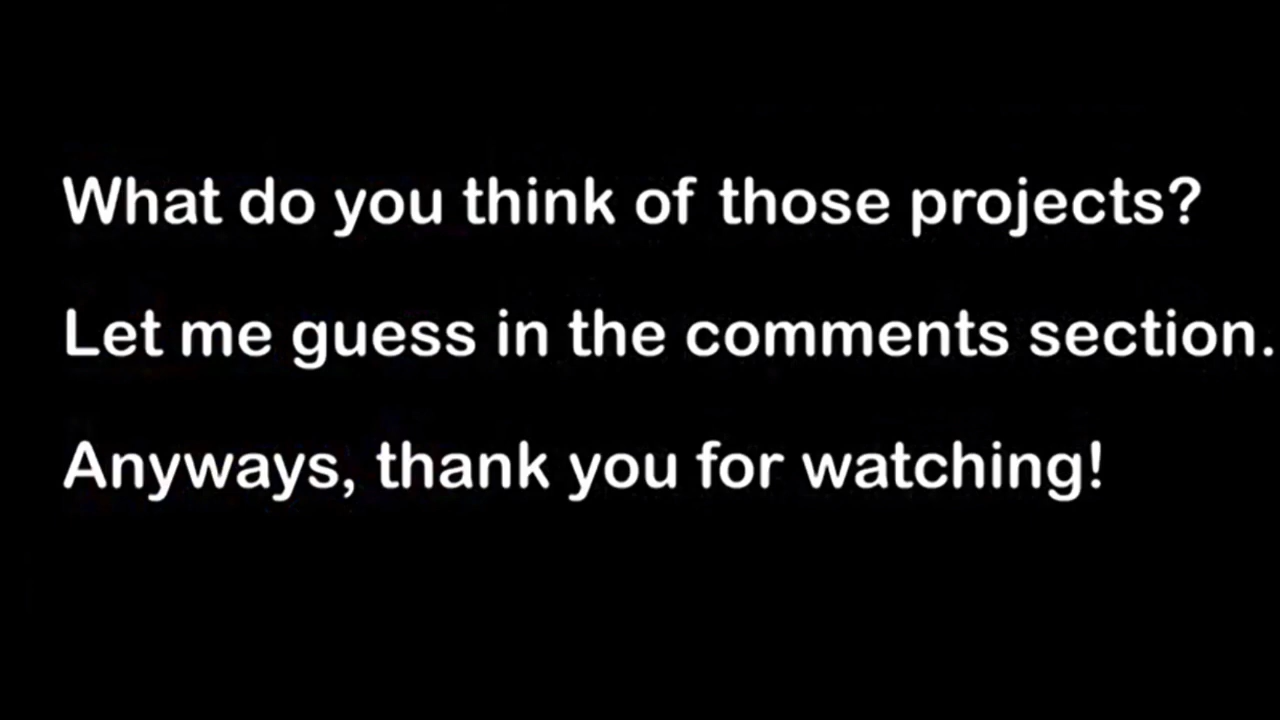 What do you think of those projects?
Let me guess in the comments section.
Anyways, thank you for watching!